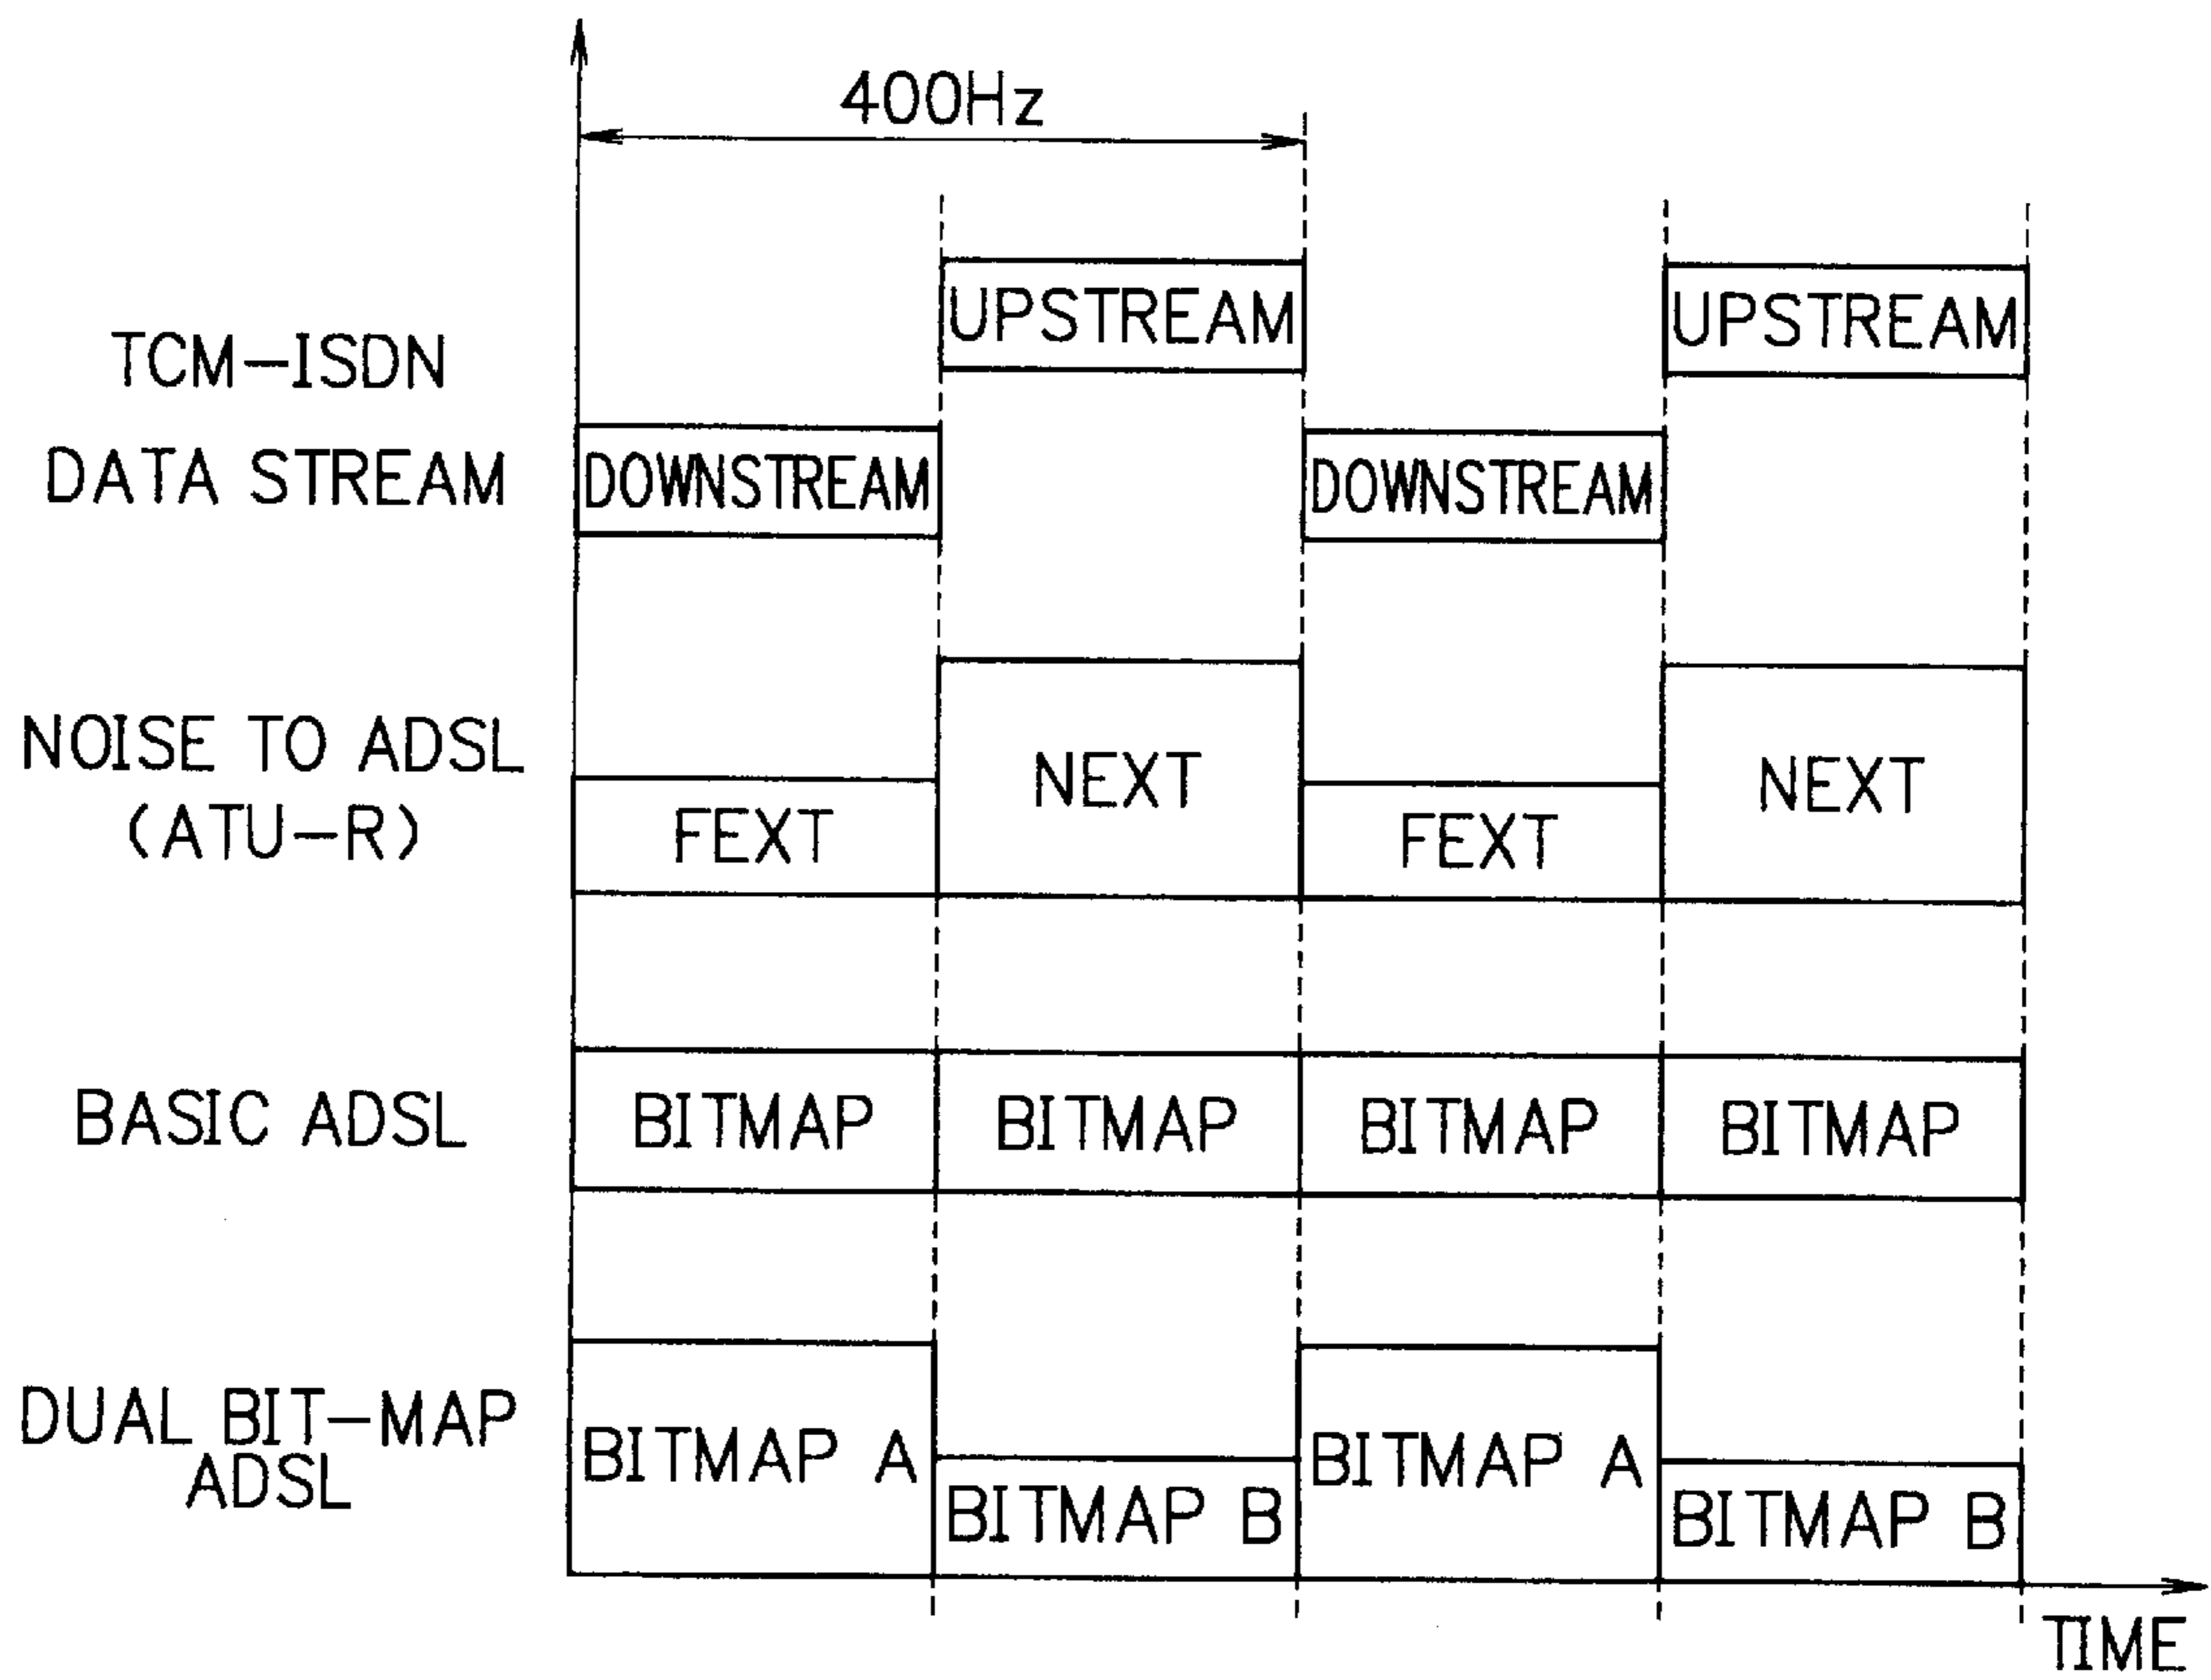 400Hz
UPSTREAM
UPSTREAM
TCM-ISDN
DATA STREAM
DOWNSTREAM
DOWNSTREAM
NOISE TO ADSL
(ATU-R)
FEXT
NEXT
FEXT
NEXT
BASIC ADSL
BITMAP
BITMAP
BITMAP
BITMAP
DUAL BIT-MAP
ADSL
BITMAP A
BITMAP B
BITMAP A
BITMAP B
TIME